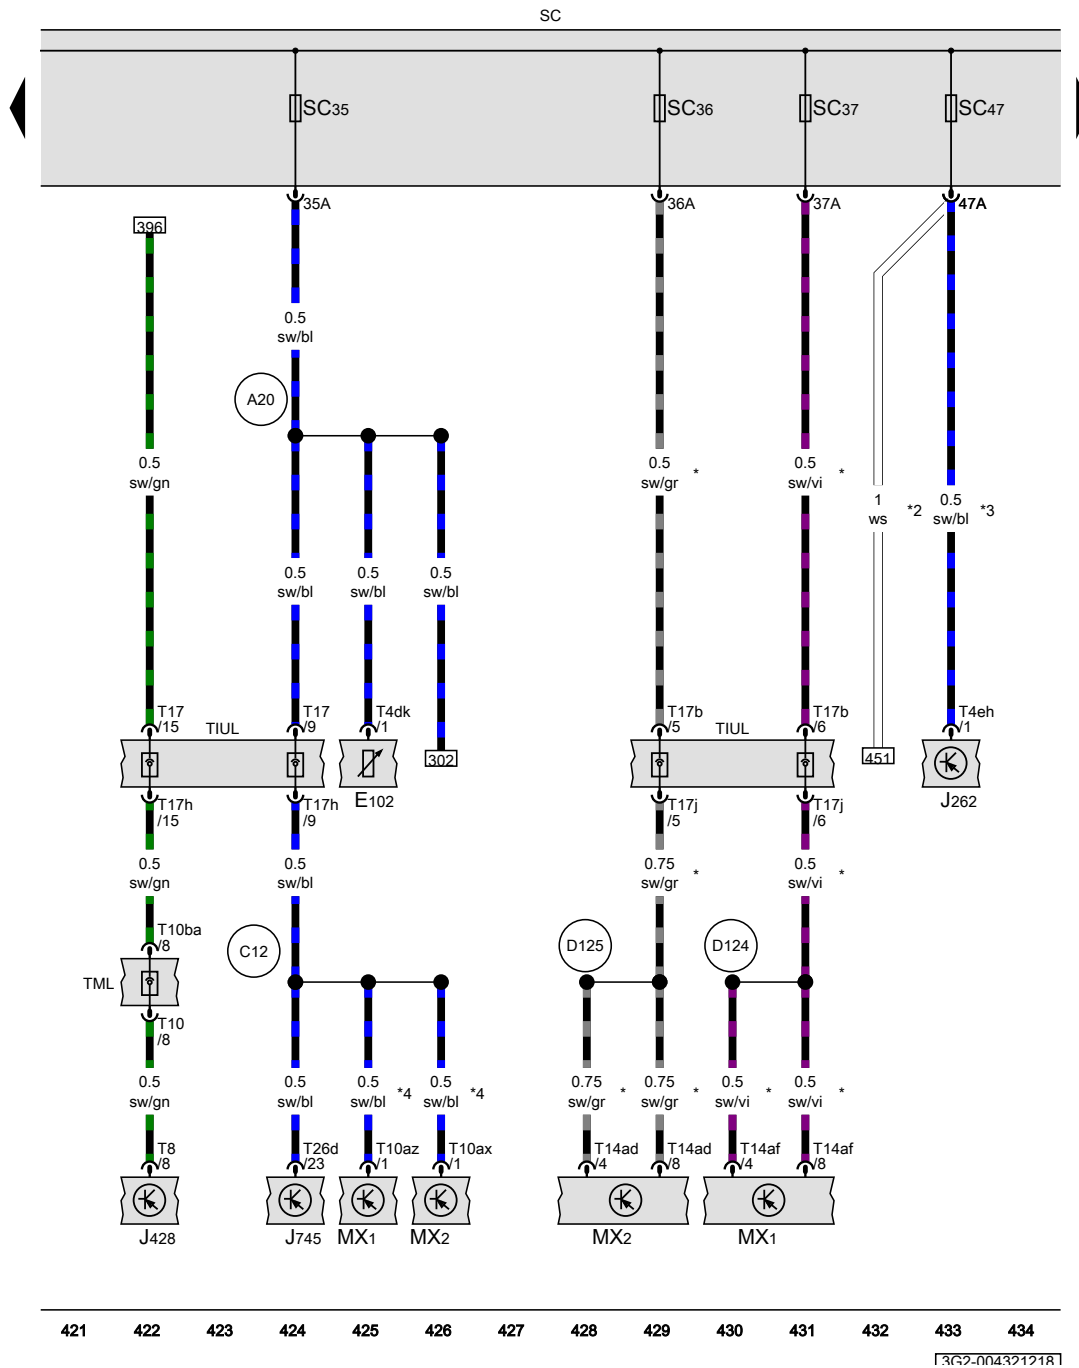 SC
SC35 SC36 SC37 SC47
35A 36A 37A 47A
396
0.5
sw/bl
A20
0.5 0.5 0.5 1 0.5
sw/gn sw/gr * sw/vi * ws *2 sw/bl *3
0.5 0.5 0.5
sw/bl sw/bl sw/bl
T17 T17 T4dk T17b T17b T4eh
/15 TIUL /9 /1 /5 TIUL /6 /1
302 451
E102 J262
T17h T17h T17j T17j
/15 /9 /5 /6
0.5 0.5 0.75 0.5
sw/gn sw/bl sw/gr * sw/vi *
T10ba
/8
C12 D125 D124
TML
T10
/8
0.5 0.5 0.5 0.5 0.75 0.75 0.5 0.5
sw/gn sw/bl sw/bl *4 sw/bl *4 sw/gr * sw/gr * sw/vi * sw/vi *
T8 T26d T10az T10ax T14ad T14ad T14af T14af
/8 /23 /1 /1 /4 /8 /4 /8
J428 J745 MX1 MX2 MX2 MX1
421 422 423 424 425 426 427 428 429 430 431 432 433 434
3G2-004321218